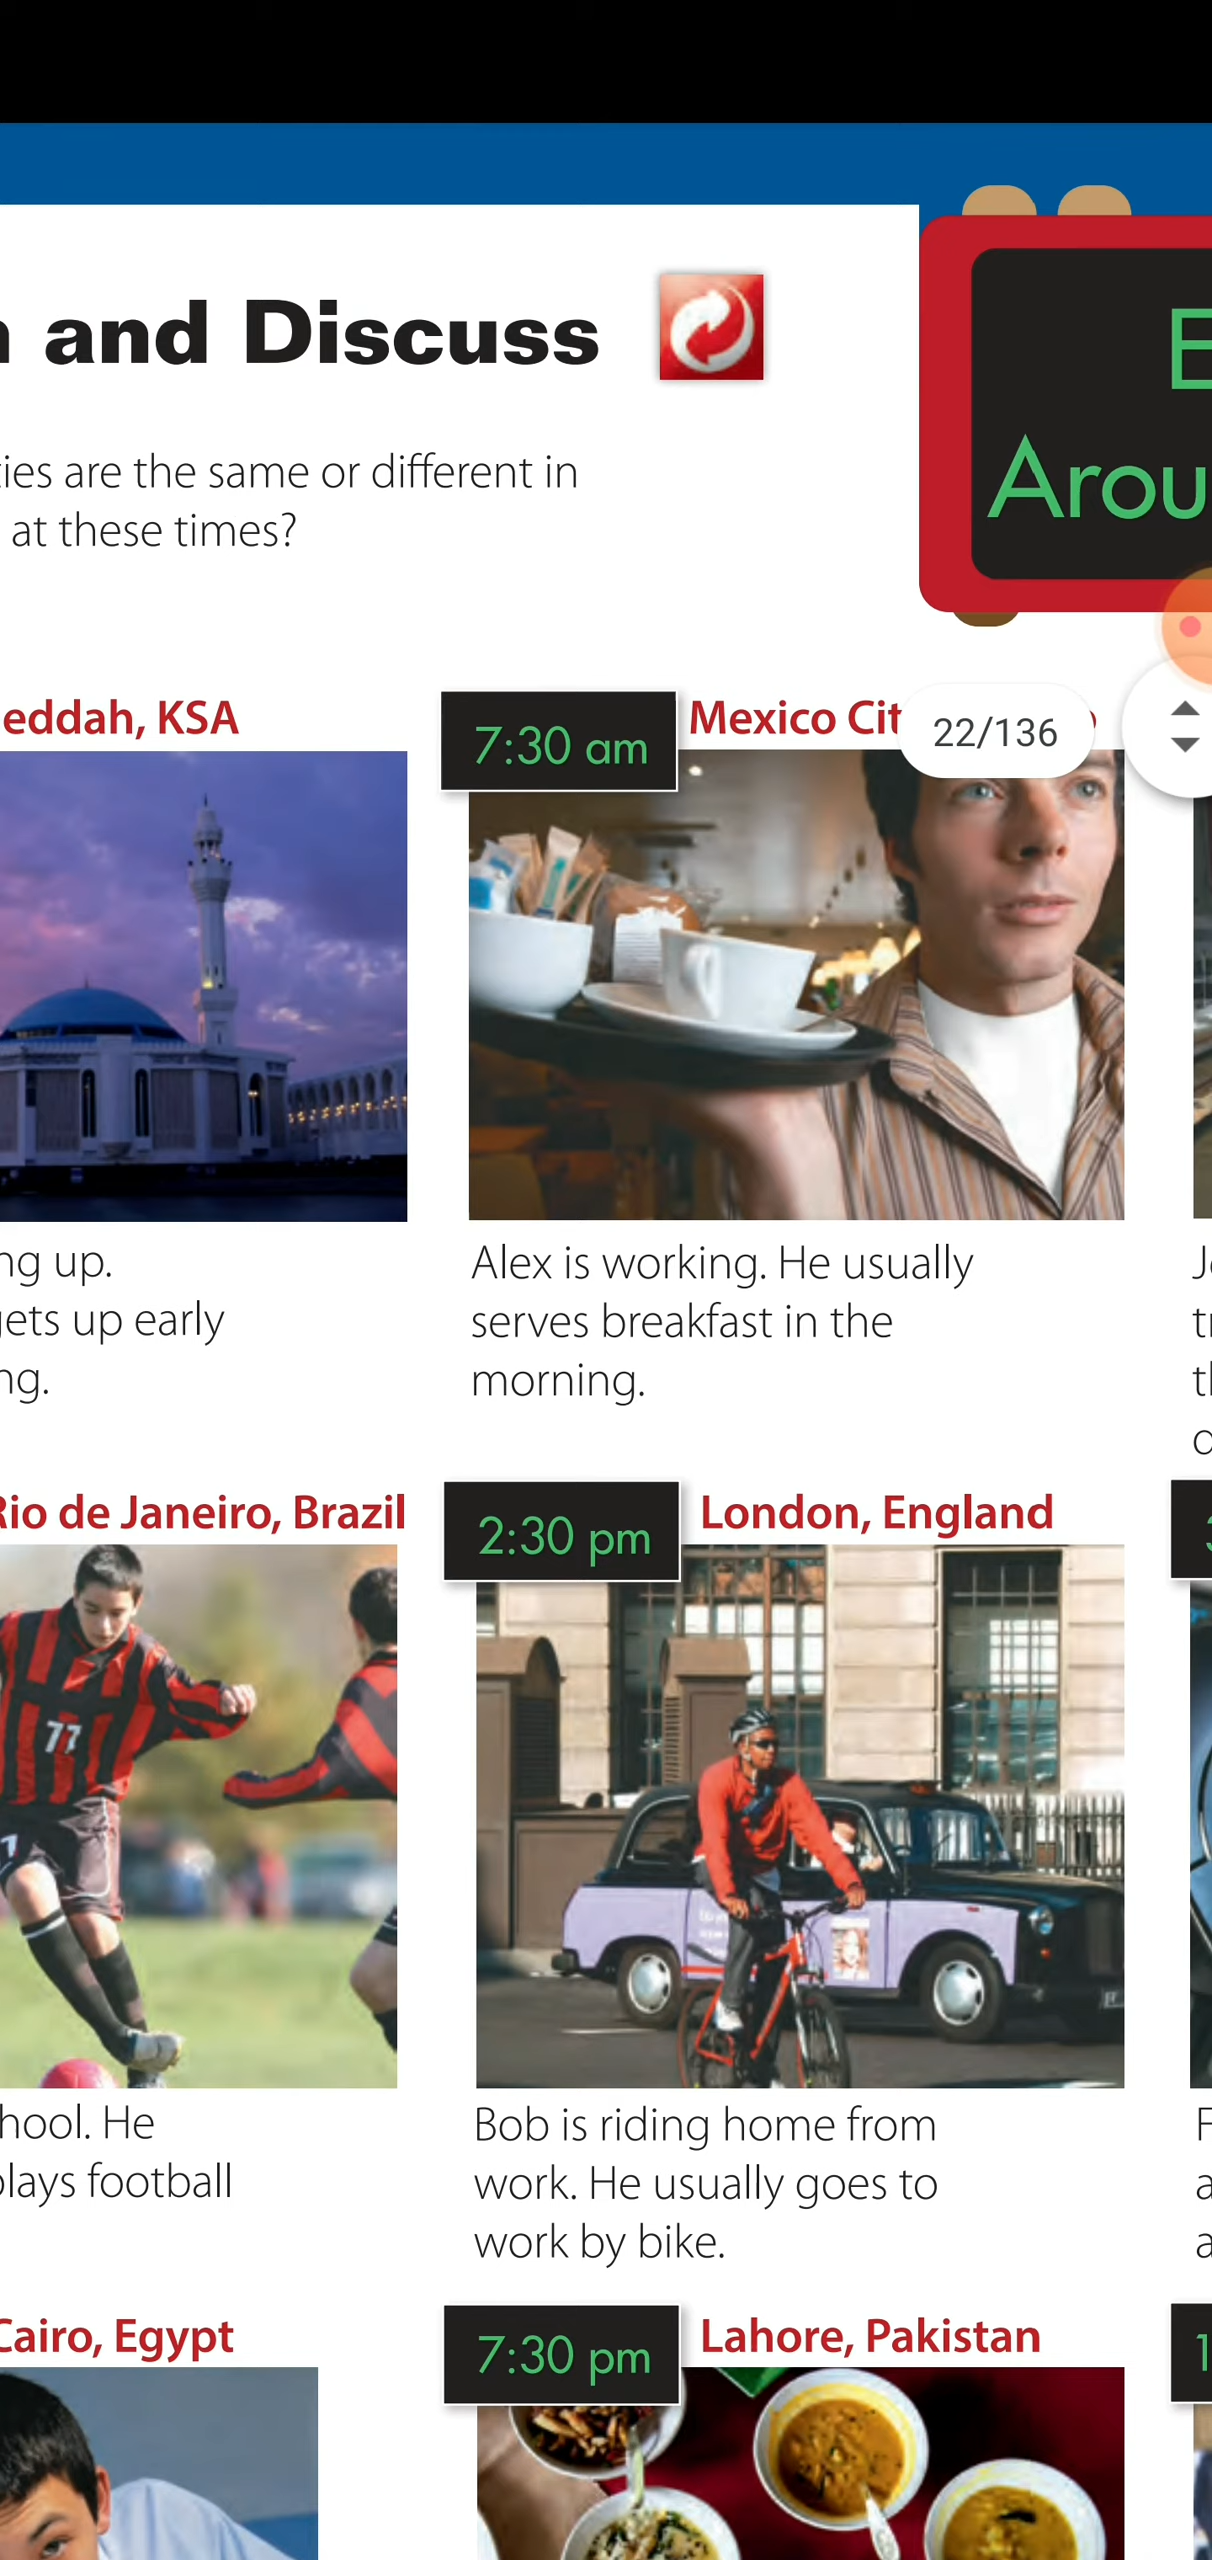 and Discuss
E
Arou
ies are the same or different in
at these times?
eddah, KSA
7:30 am
Mexico Cit
22/136
ng up.
gets up early
ng.
Alex is working. He usually
serves breakfast in the
morning.
Rio de Janeiro, Brazil
2:30 pm
London, England
77
hool. He
plays football
Bob is riding home from
work. He usually goes to
work by bike.
Cairo, Egypt
7:30 pm
Lahore, Pakistan
1